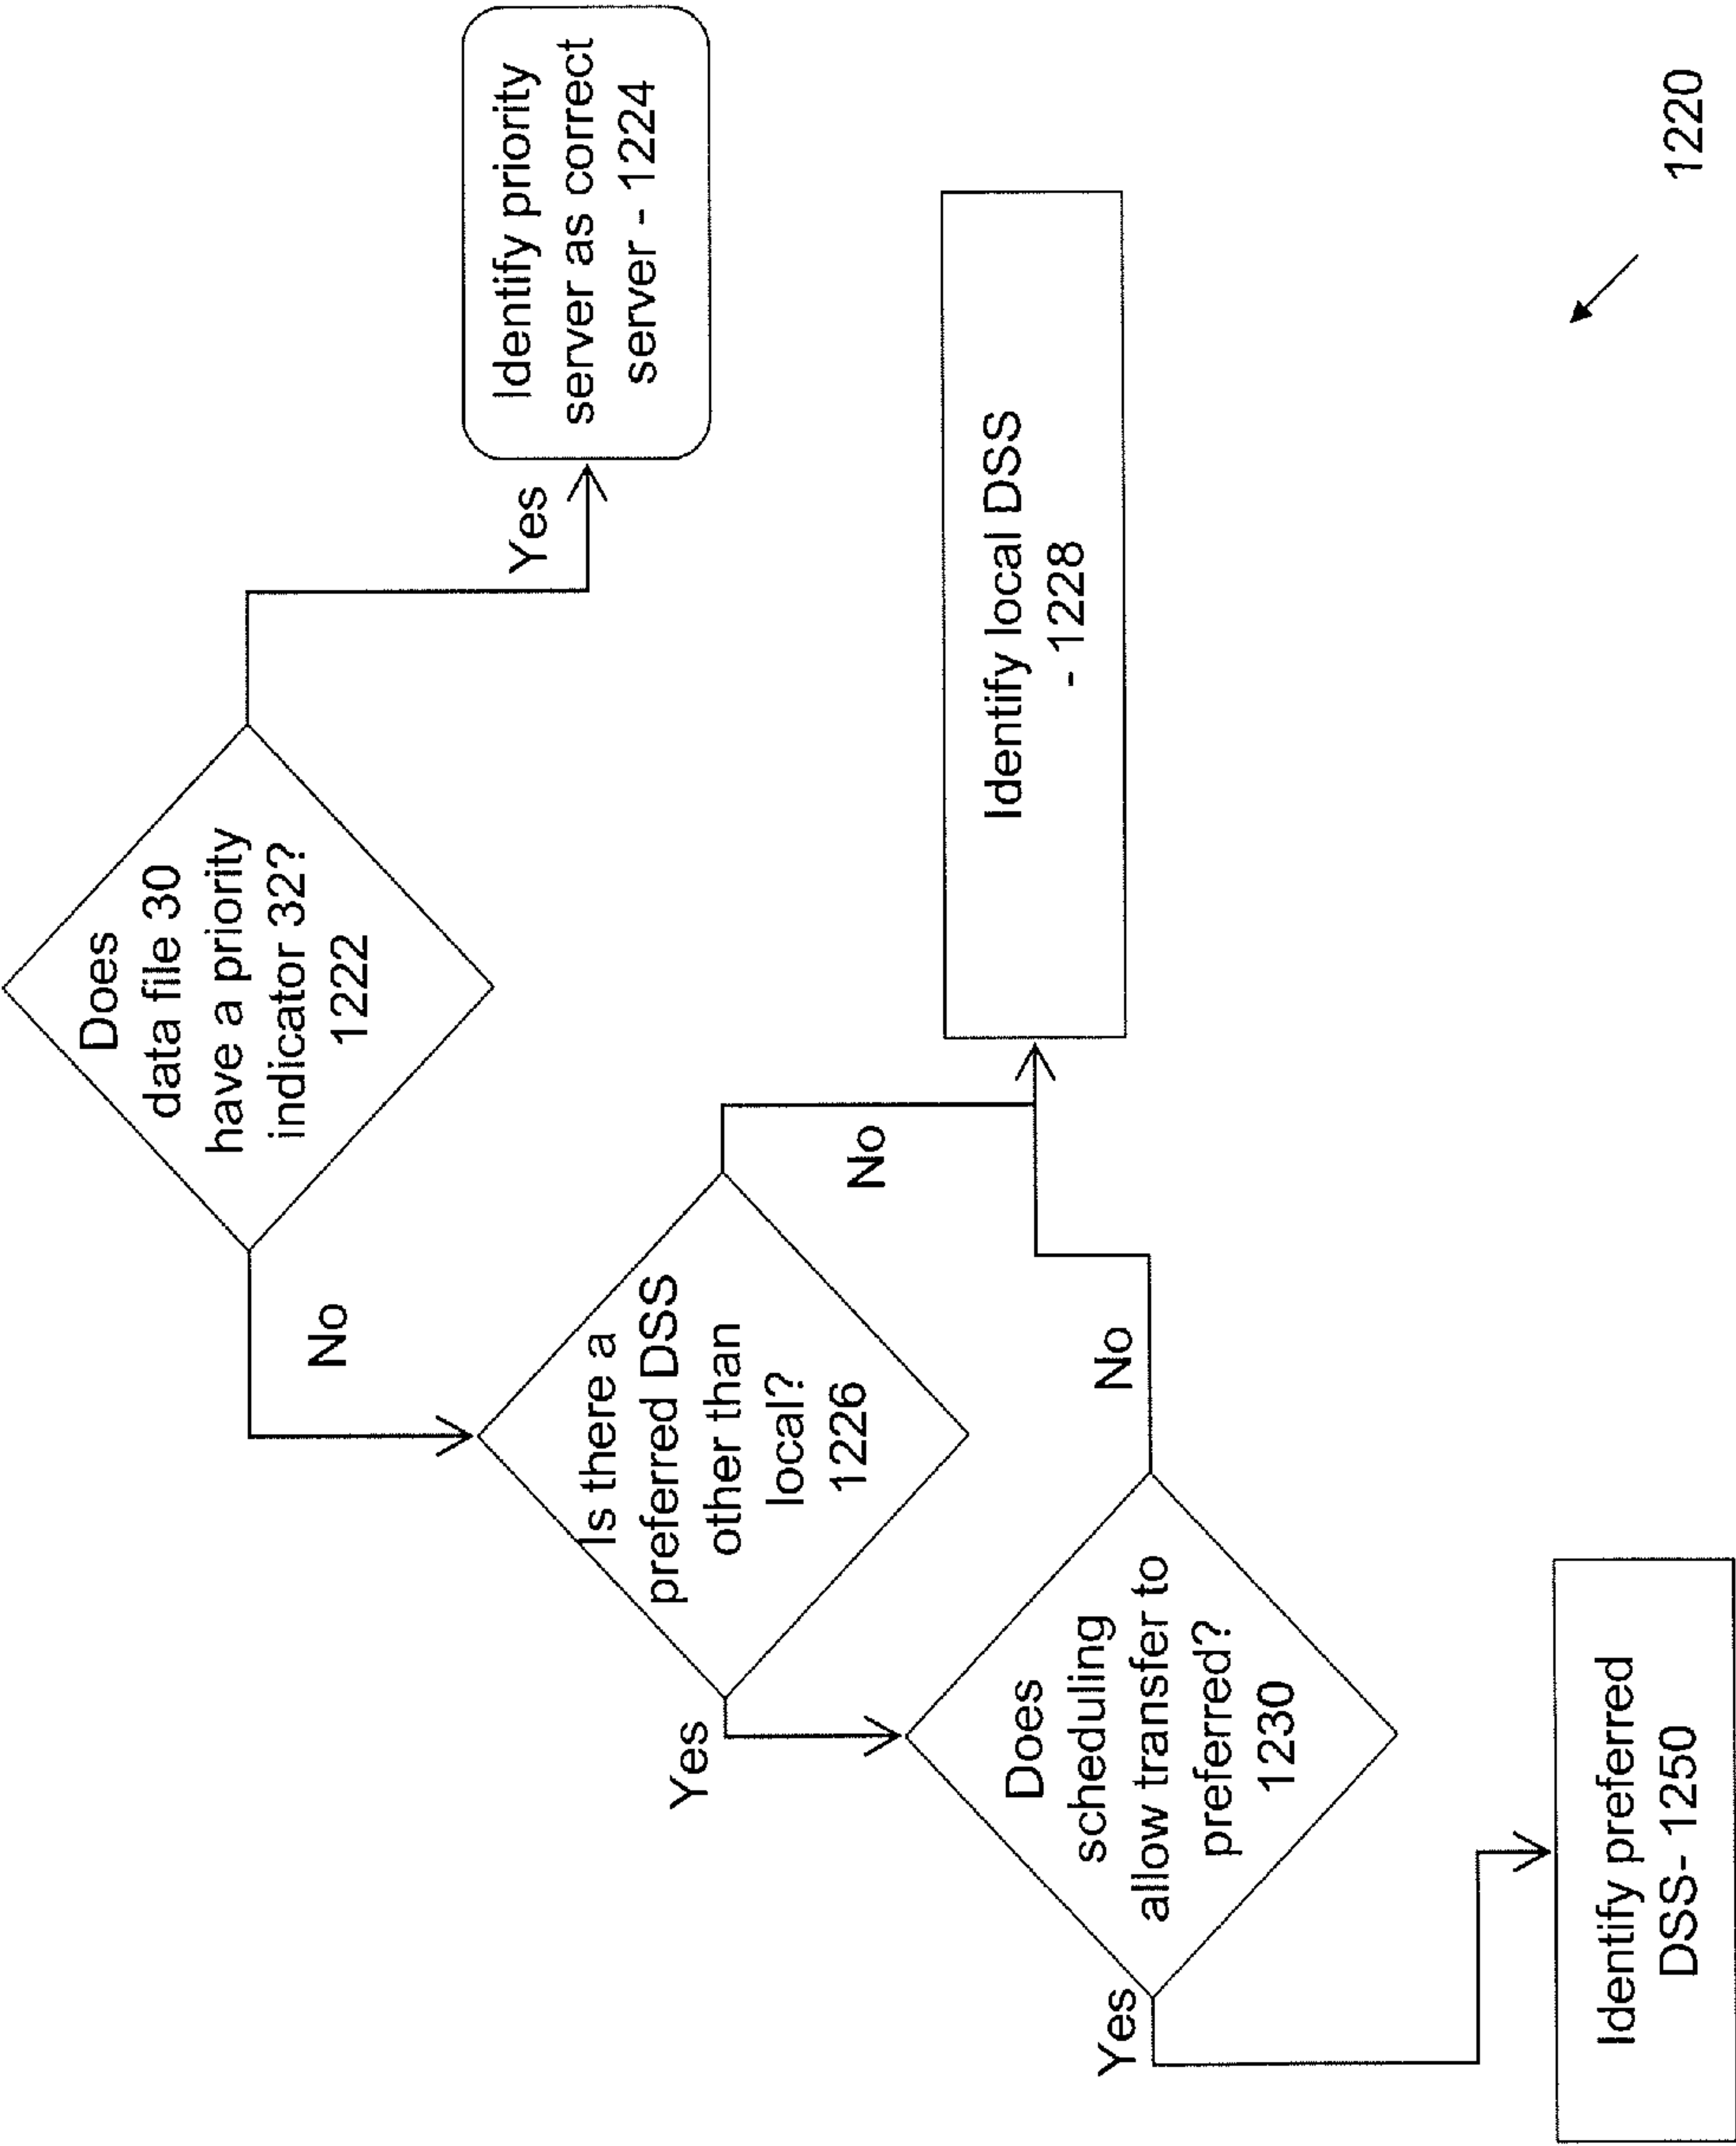 Does
data file 30
have a priority
indicator 32?
1222
Yes
Identify priority
server as correct
server - 1224
No
Is there a
preferred DSS
other than
local?
1226
No
Identify local DSS
- 1228
Yes
Does
scheduling
allow transfer to
preferred?
1230
No
Yes
Identify preferred
DSS- 1250
1220